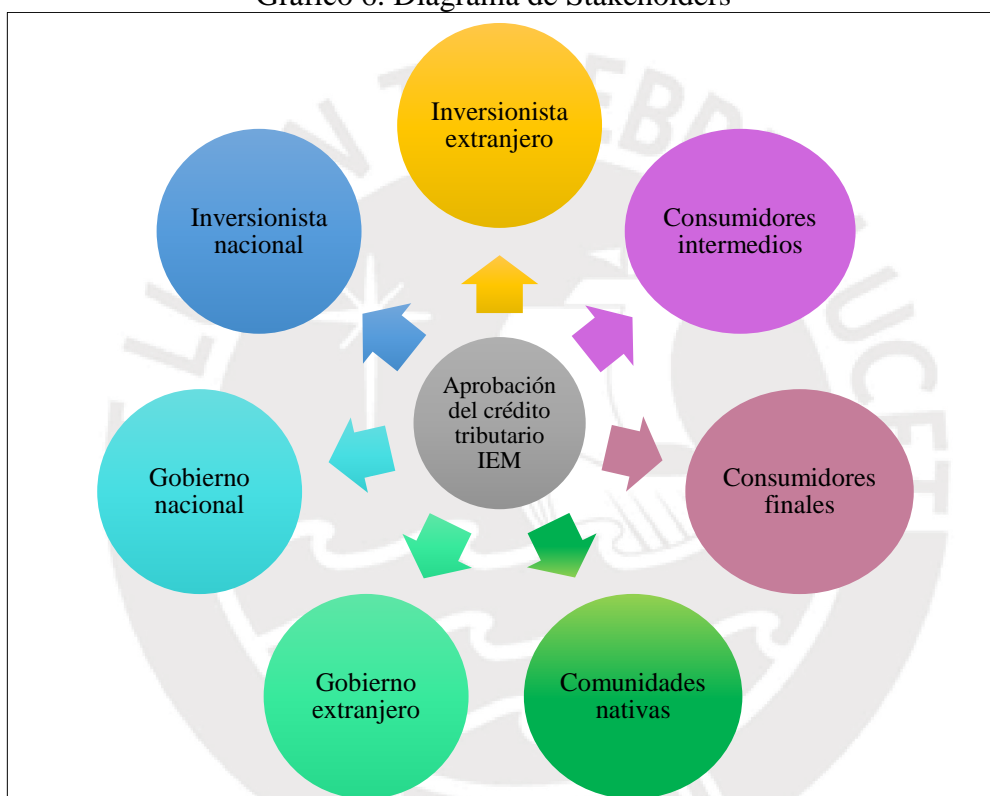 Gráfico 6. Diagrama de Stakeholders
Inversionista
extranjero
Consumidores
intermedios
Consumidores
finales
Comunidades
nativas
Gobierno
extranjero
Gobierno
nacional
Inversionista
nacional
Aprobación
del crédito
tributario
IEM